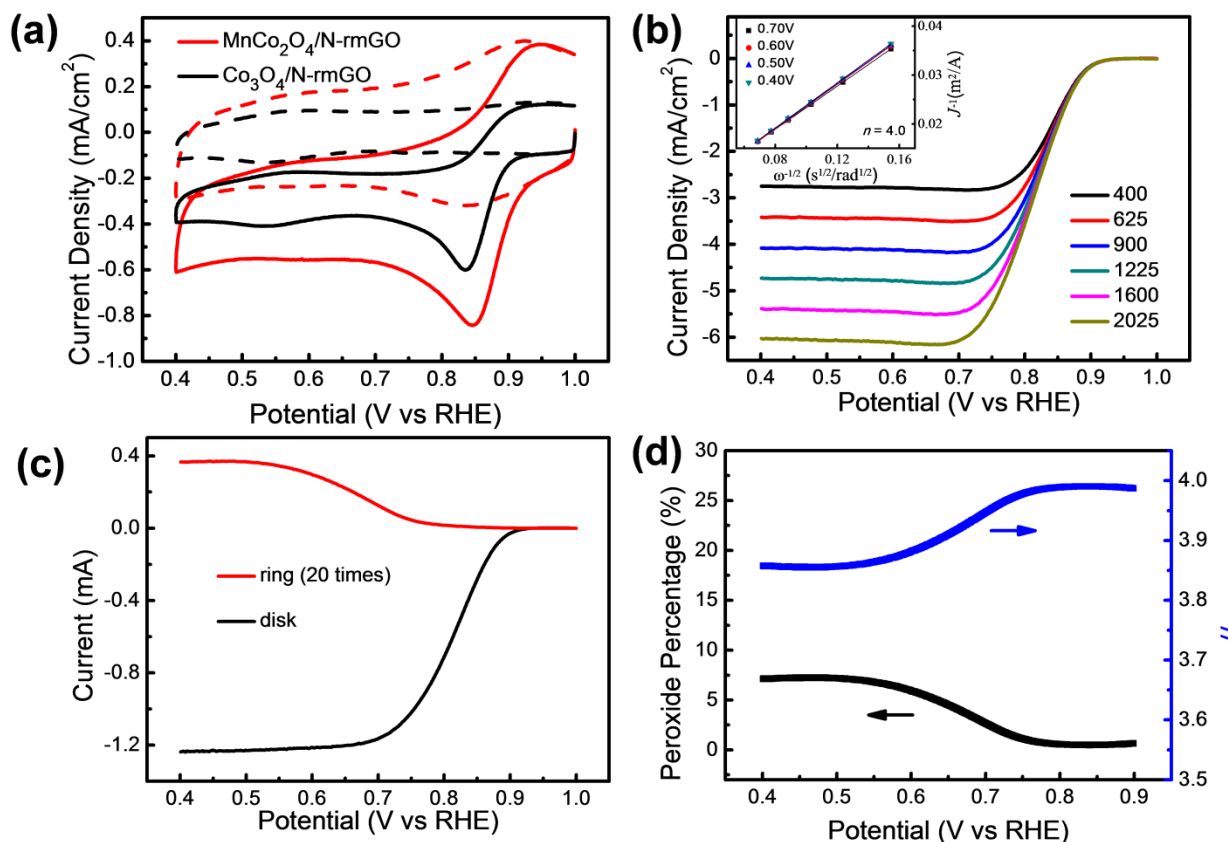 (a)
MnCo₂O₄/N-rmGO
Co₃O₄/N-rmGO
Current Density (mA/cm²)
0.4
0.2
0.0
-0.2
-0.4
-0.6
-0.8
-1.0
0.4 0.5 0.6 0.7 0.8 0.9 1.0
Potential (V vs RHE)
(b)
0.70V
0.60V
0.50V
0.40V
n = 4.0
0.04
0.03
0.02
J⁻¹(m²/A)
0.08 0.12 0.16
ω⁻¹/² (s¹/²/rad¹/²)
Current Density (mA/cm²)
0
-1
-2
-3
-4
-5
-6
400
625
900
1225
1600
2025
0.4 0.5 0.6 0.7 0.8 0.9 1.0
Potential (V vs RHE)
(c)
Current (mA)
0.4
0.0
-0.4
-0.8
-1.2
ring (20 times)
disk
0.4 0.5 0.6 0.7 0.8 0.9 1.0
Potential (V vs RHE)
(d)
Peroxide Percentage (%)
30
25
20
15
10
5
0
4.0
3.9
3.8
3.7
3.6
3.5
n
0.4 0.5 0.6 0.7 0.8 0.9
Potential (V vs RHE)